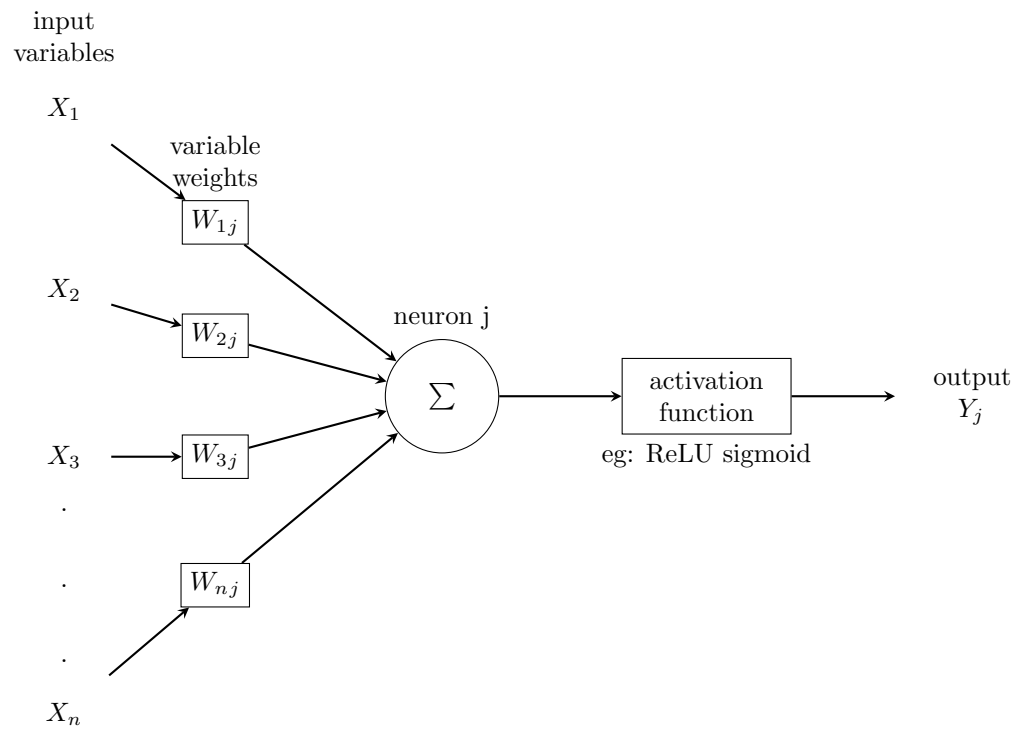 input
variables
X₁
variable
weights
W₁ⱼ
X₂
W₂ⱼ
neuron j
∑
activation
function
eg: ReLU sigmoid
output
Yⱼ
X₃
W₃ⱼ
.
.
Wₙⱼ
.
Xₙ